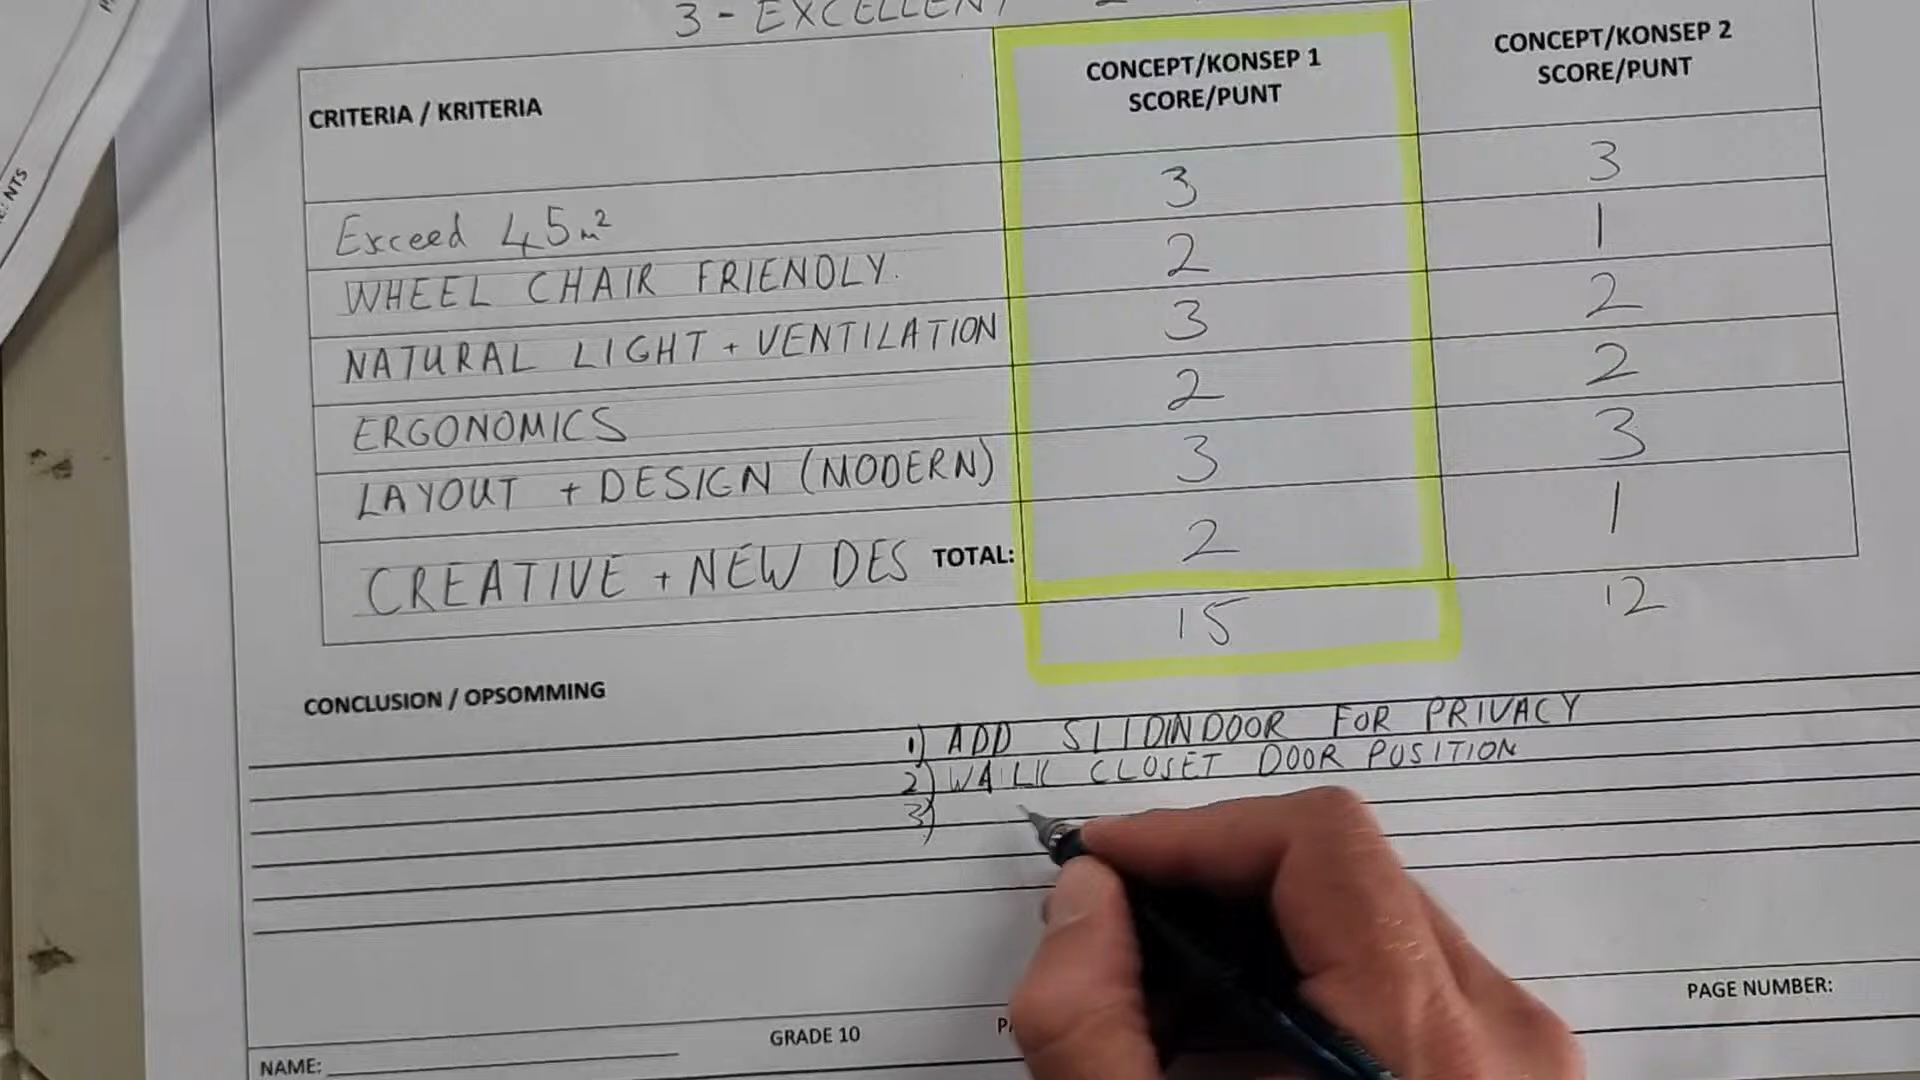 3 - EXCELLENT
CRITERIA / KRITERIA
CONCEPT/KONSEP 1
SCORE/PUNT
CONCEPT/KONSEP 2
SCORE/PUNT
Exceed 45m² 3 3
WHEEL CHAIR FRIENDLY. 2 1
NATURAL LIGHT + VENTILATION 3 2
ERGONOMICS 2 2
LAYOUT + DESIGN (MODERN) 3 3
CREATIVE + NEW DES TOTAL: 2 1
15 12
CONCLUSION / OPSOMMING
1) ADD SLIDINDOOR FOR PRIVACY
2) WALK CLOSET DOOR POSITION
3)
PAGE NUMBER:
GRADE 10
NAME:
NTS